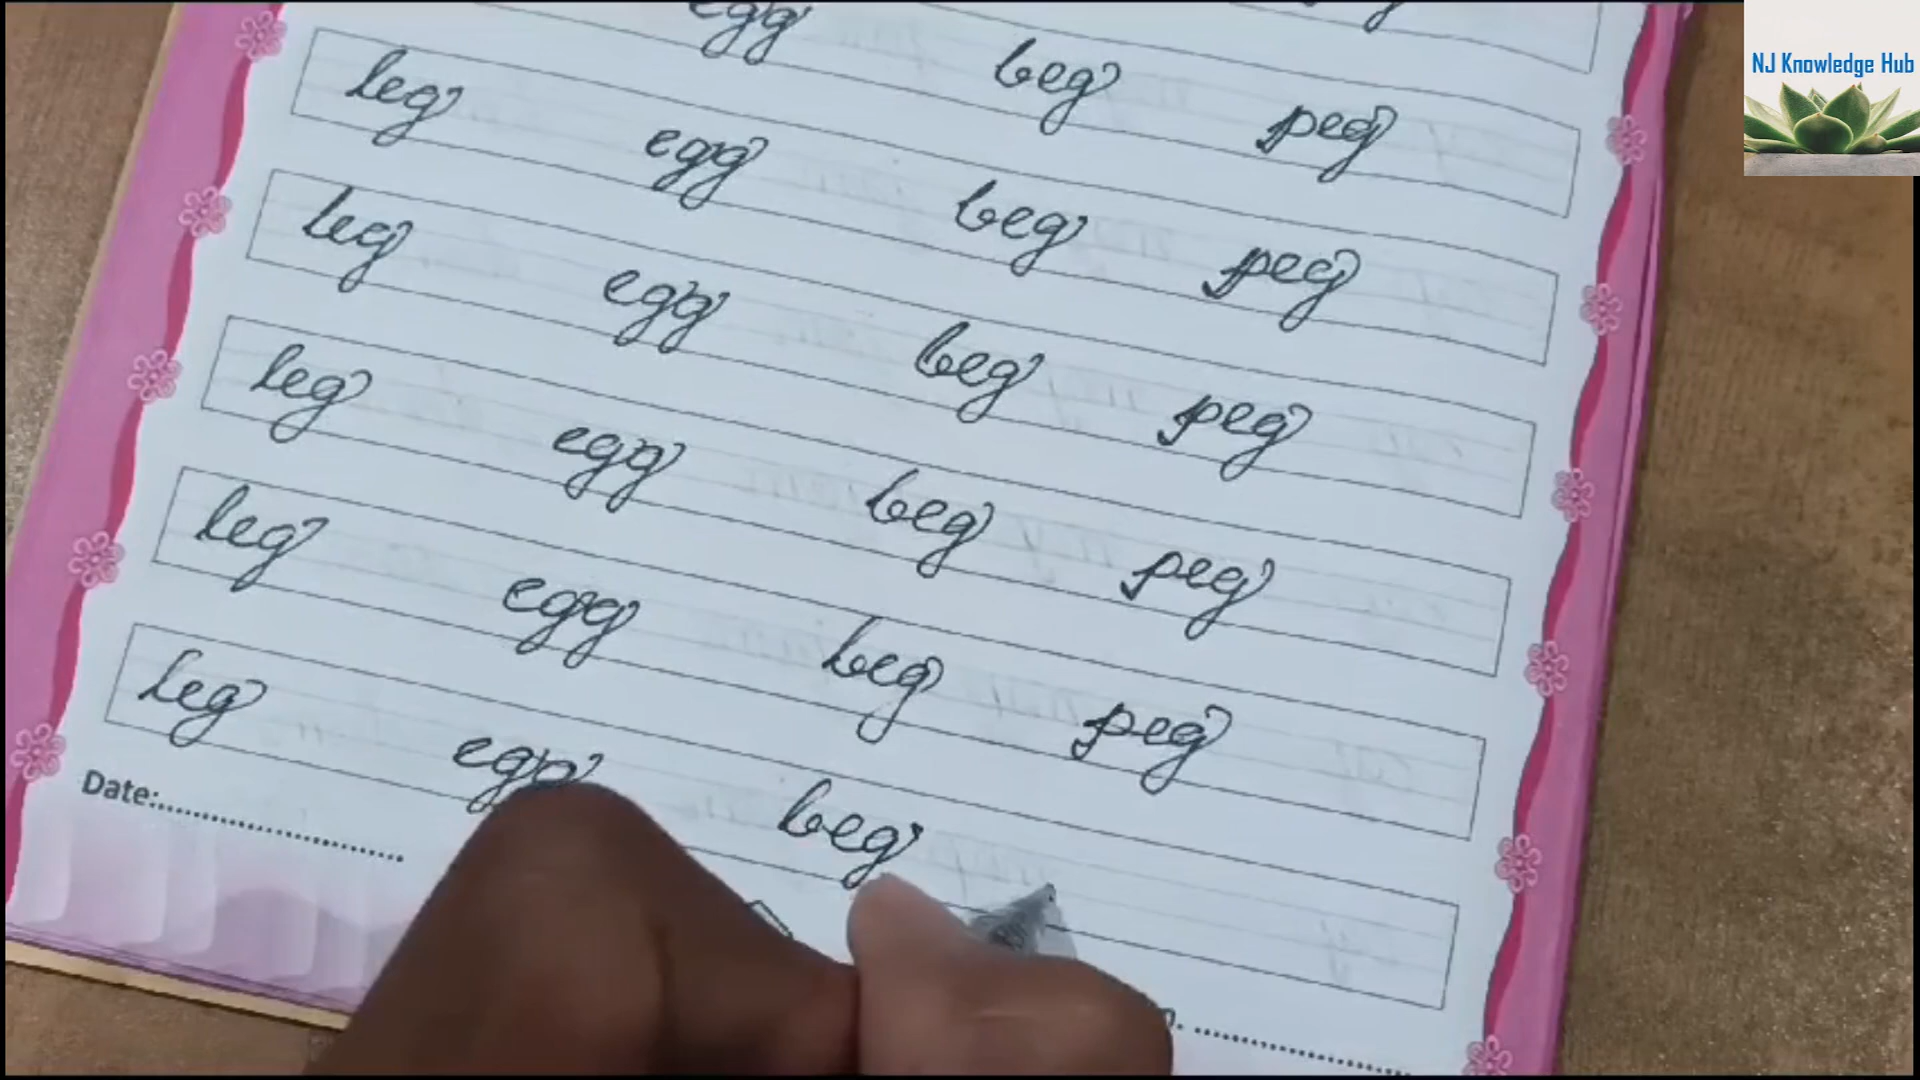 egg beg peg
leg egg beg peg
leg egg beg peg
leg egg beg peg
leg egg beg peg
leg egg beg
Date:
NJ Knowledge Hub